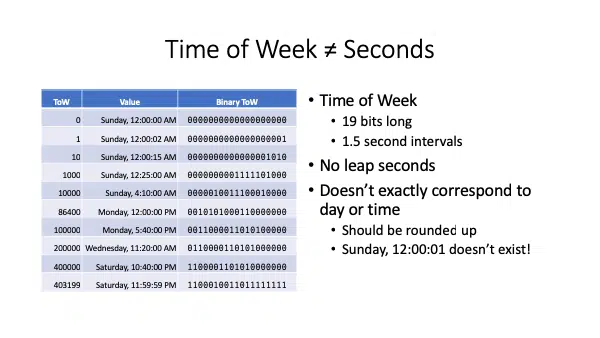 Time of Week ≠ Seconds
ToW Value Binary ToW
0 Sunday, 12:00:00 AM 0000000000000000000
1 Sunday, 12:00:02 AM 0000000000000000001
10 Sunday, 12:00:15 AM 0000000000000001010
1000 Sunday, 12:25:00 AM 0000000001111101000
10000 Sunday, 4:10:00 AM 0000010011100010000
86400 Monday, 12:00:00 PM 0010101000110000000
100000 Monday, 5:40:00 PM 0011000011010100000
200000 Wednesday, 11:20:00 AM 0110000110101000000
400000 Saturday, 10:40:00 PM 1100001101010000000
403199 Saturday, 11:59:59 PM 1100010011011111111
• Time of Week
• 19 bits long
• 1.5 second intervals
• No leap seconds
• Doesn’t exactly correspond to
day or time
• Should be rounded up
• Sunday, 12:00:01 doesn’t exist!